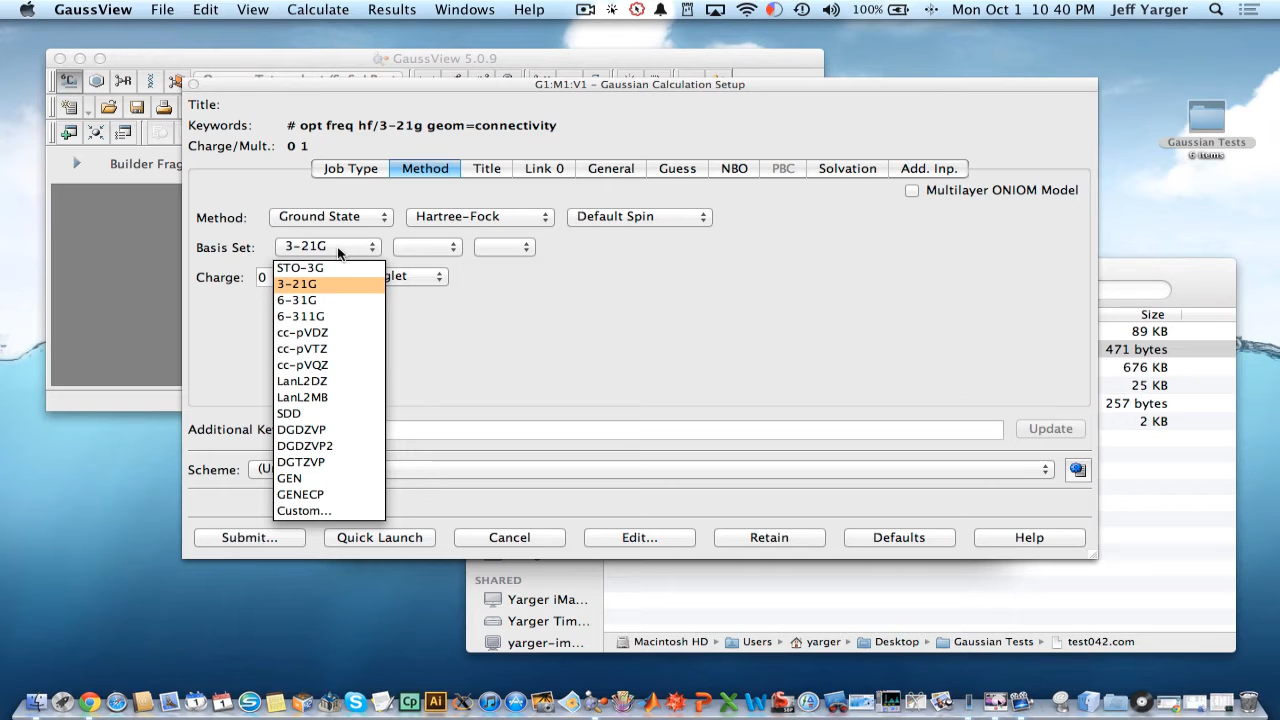 GaussView File Edit View Calculate Results Windows Help 100% Mon Oct 1 10:40 PM Jeff Yarger
GaussView 5.0.9
G1:M1:V1 - Gaussian Calculation Setup
Title:
Keywords: # opt freq hf/3-21g geom=connectivity
Charge/Mult.: 0 1
Builder Frag
Job Type Method Title Link 0 General Guess NBO PBC Solvation Add. Inp.
Multilayer ONIOM Model
Method: Ground State Hartree-Fock Default Spin
Basis Set: 3-21G
Charge: 0 glet
STO-3G
3-21G
6-31G
6-311G
cc-pVDZ
cc-pVTZ
cc-pVQZ
LanL2DZ
LanL2MB
SDD
DGDZVP
DGDZVP2
DGTZVP
GEN
GENECP
Custom...
Additional Ke Update
Scheme: (U
Submit... Quick Launch Cancel Edit... Retain Defaults Help
Gaussian Tests
6 items
Size
89 KB
471 bytes
676 KB
25 KB
257 bytes
2 KB
SHARED
Yarger iMa...
Yarger Tim...
yarger-im...
Macintosh HD Users yarger Desktop Gaussian Tests test042.com